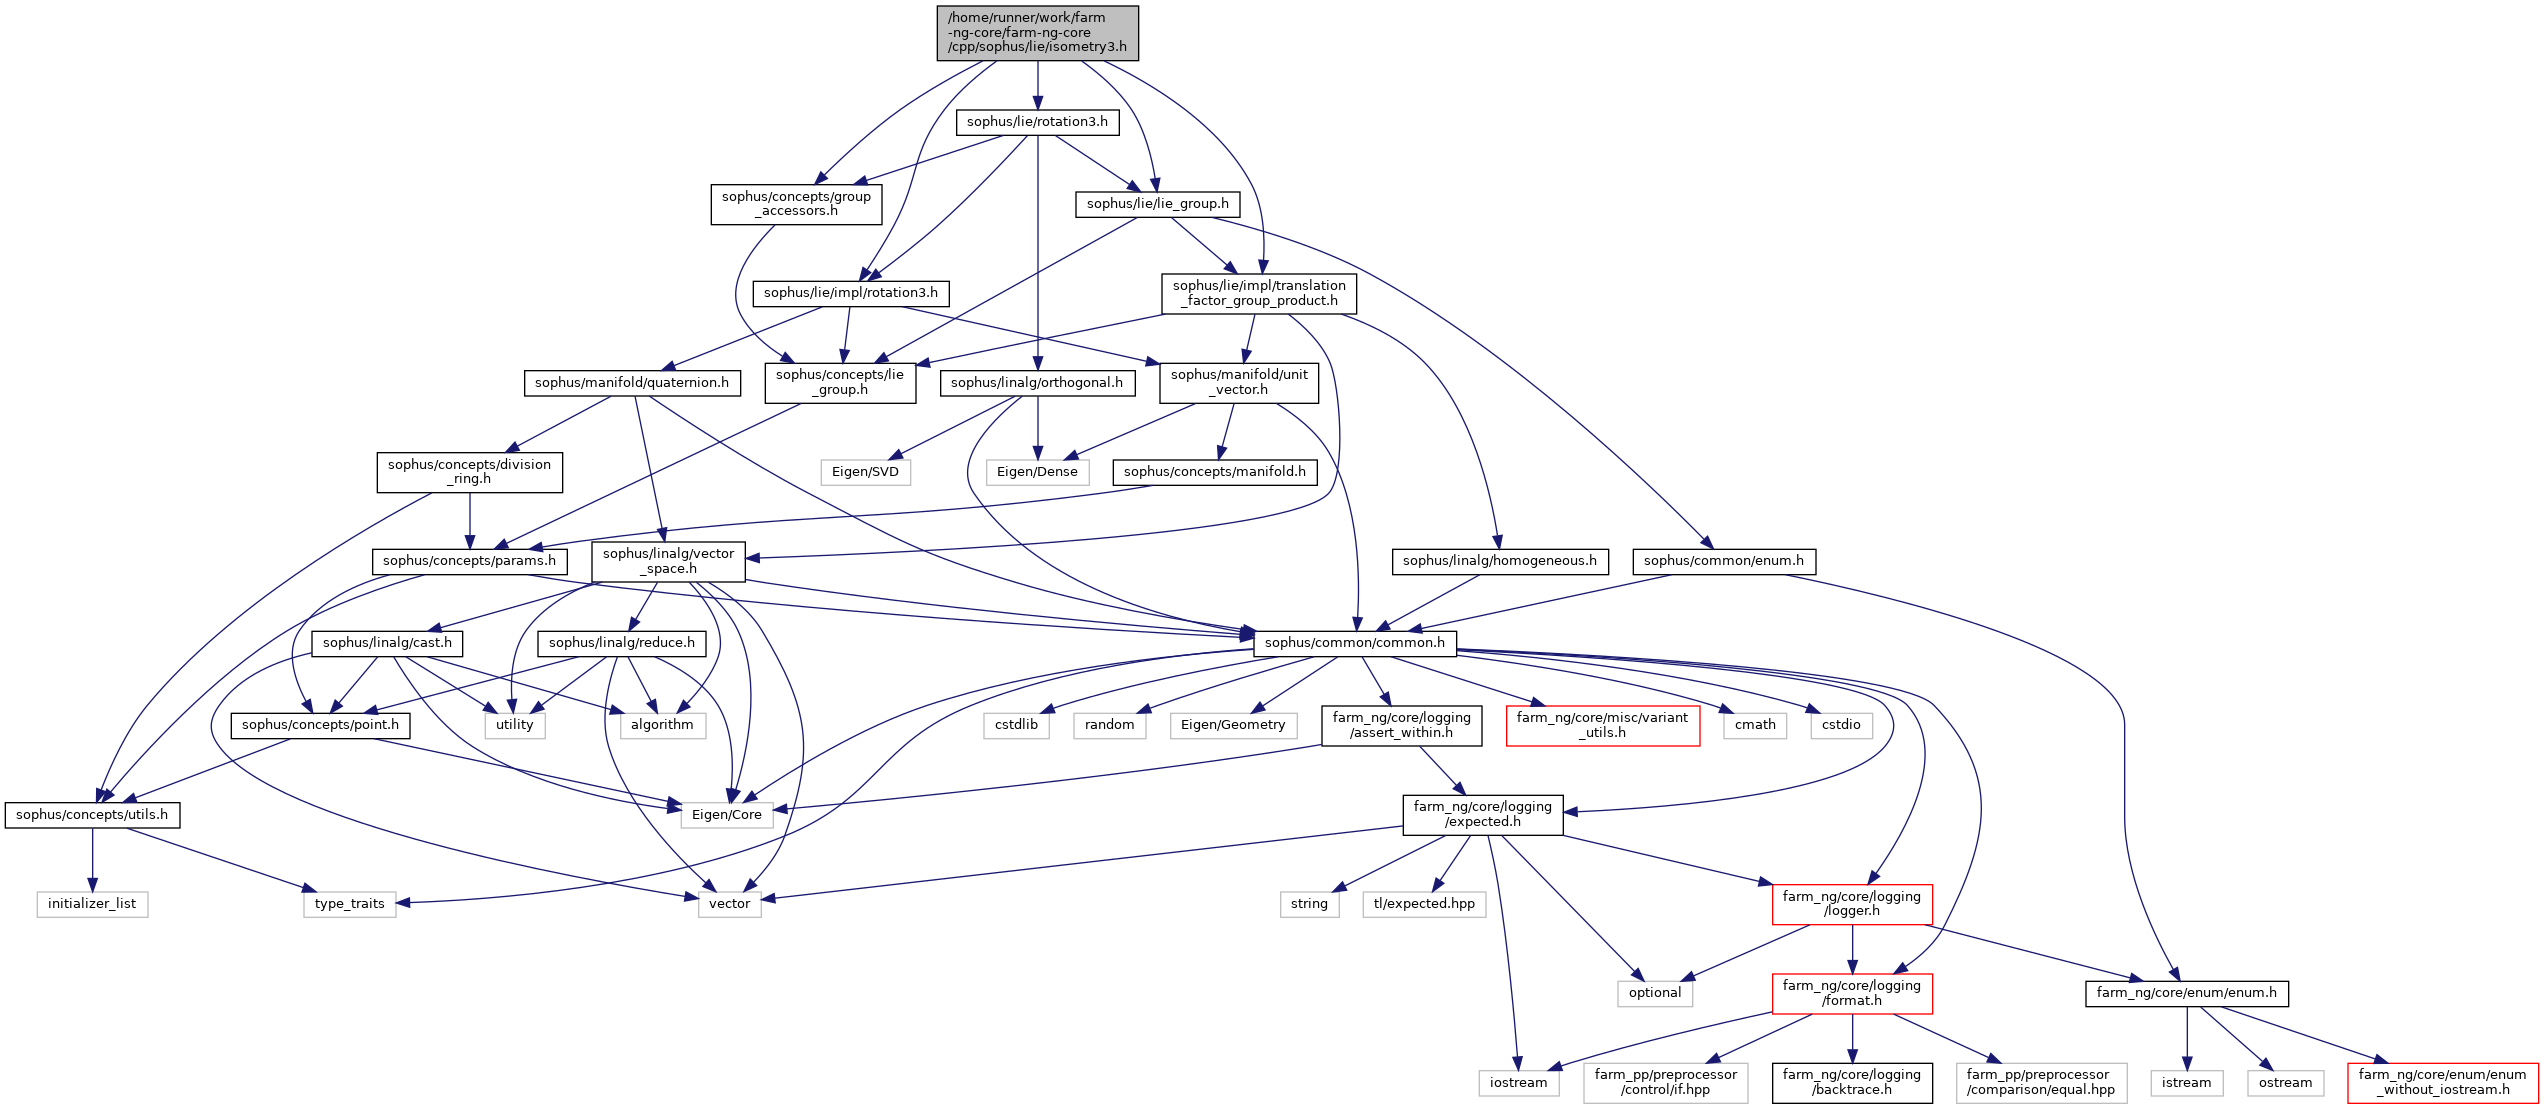 /home/runner/work/farm
-ng-core/farm-ng-core
/cpp/sophus/lie/isometry3.h
sophus/lie/rotation3.h
sophus/concepts/group
_accessors.h
sophus/lie/lie_group.h
sophus/lie/impl/rotation3.h
sophus/lie/impl/translation
_factor_group_product.h
sophus/manifold/quaternion.h
sophus/concepts/lie
_group.h
sophus/linalg/orthogonal.h
sophus/manifold/unit
_vector.h
sophus/concepts/division
_ring.h
Eigen/SVD
Eigen/Dense
sophus/concepts/manifold.h
sophus/concepts/params.h
sophus/linalg/vector
_space.h
sophus/linalg/homogeneous.h
sophus/common/enum.h
sophus/linalg/cast.h
sophus/linalg/reduce.h
sophus/common/common.h
sophus/concepts/point.h
utility
algorithm
cstdlib
random
Eigen/Geometry
farm_ng/core/logging
/assert_within.h
farm_ng/core/misc/variant
_utils.h
cmath
cstdio
sophus/concepts/utils.h
Eigen/Core
farm_ng/core/logging
/expected.h
initializer_list
type_traits
vector
string
tl/expected.hpp
farm_ng/core/logging
/logger.h
optional
farm_ng/core/logging
/format.h
farm_ng/core/enum/enum.h
iostream
farm_pp/preprocessor
/control/if.hpp
farm_ng/core/logging
/backtrace.h
farm_pp/preprocessor
/comparison/equal.hpp
istream
ostream
farm_ng/core/enum/enum
_without_iostream.h